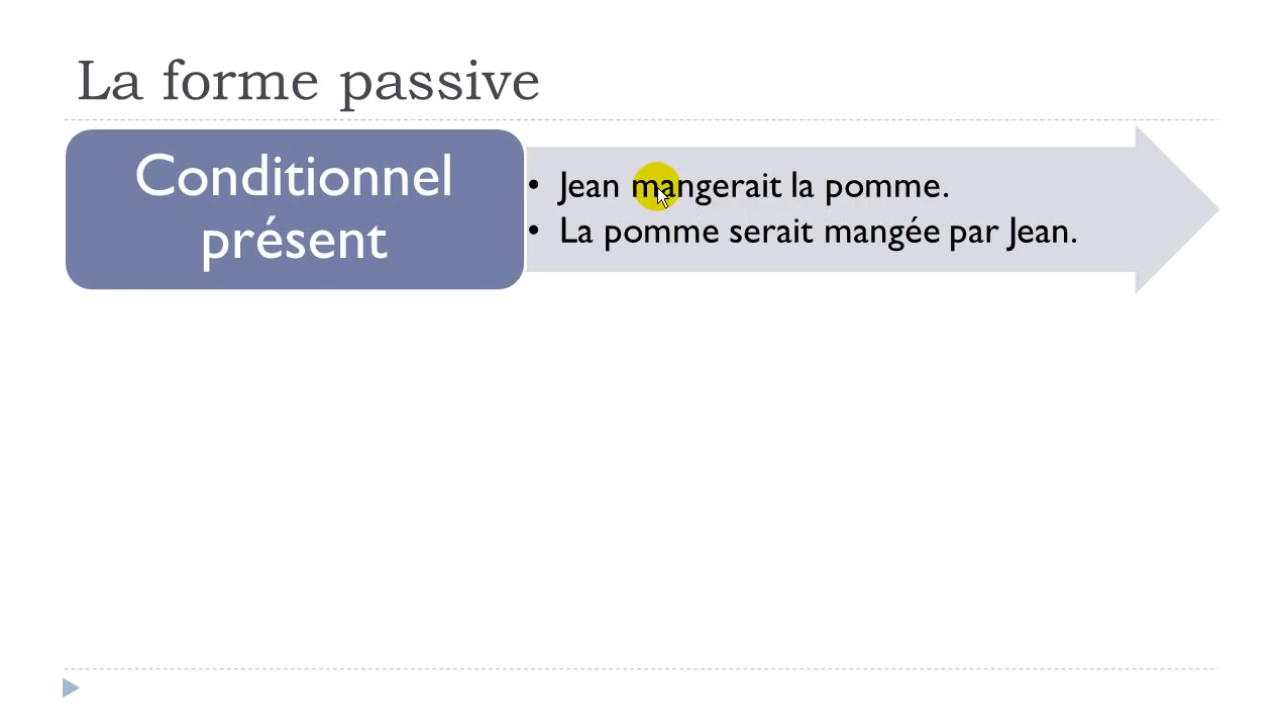 La forme passive
Conditionnel
présent
• Jean mangerait la pomme.
• La pomme serait mangée par Jean.